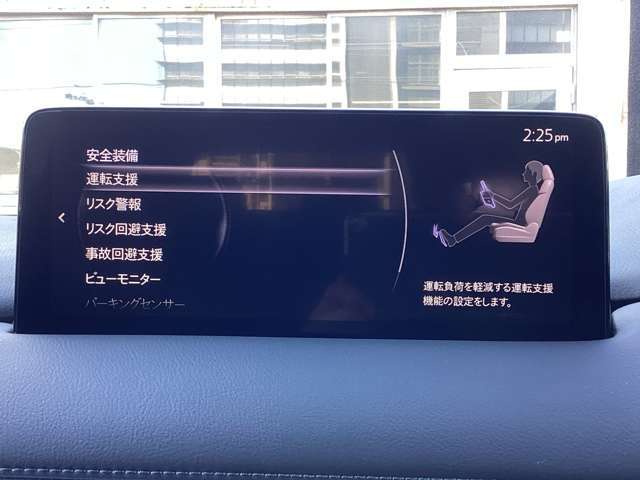 2:25pm
安全装備
運転支援
リスク警報
リスク回避支援
事故回避支援
ビューモニター
パーキングセンサー
運転負荷を軽減する運転支援
機能の設定をします。